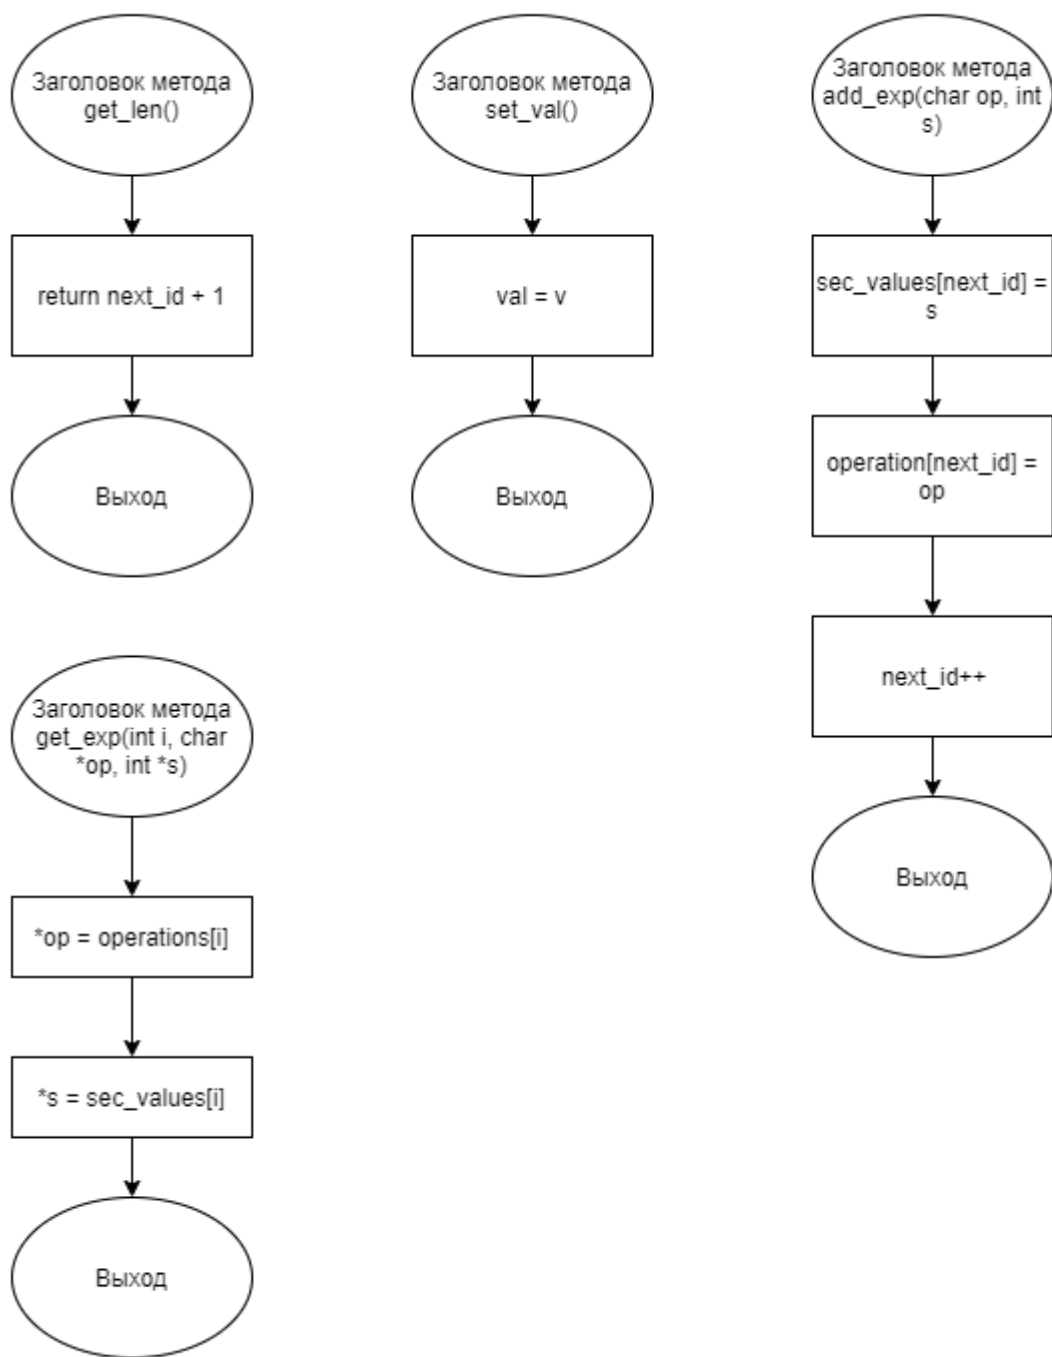 Заголовок метода
get_len()
return next_id + 1
Выход
Заголовок метода
set_val()
val = v
Выход
Заголовок метода
add_exp(char op, int
s)
sec_values[next_id] =
s
operation[next_id] =
op
next_id++
Выход
Заголовок метода
get_exp(int i, char
*op, int *s)
*op = operations[i]
*s = sec_values[i]
Выход